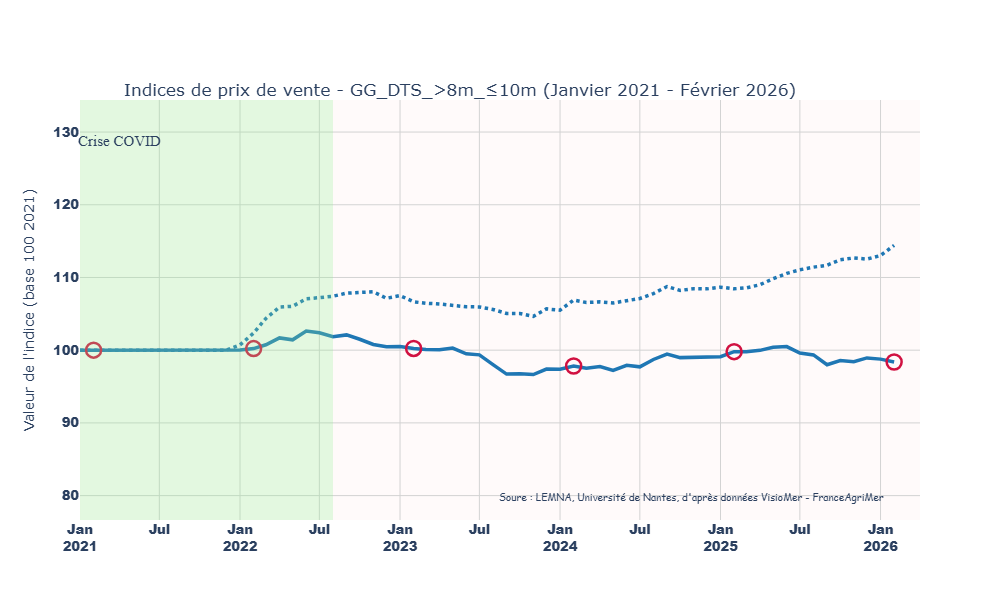 Indices de prix de vente - GG_DTS_>8m_≤10m (Janvier 2021 - Février 2026)
Valeur de l'indice (base 100 2021)
130
Crise COVID
120
110
100
90
80
Soure : LEMNA, Université de Nantes, d'après données VisioMer - FranceAgriMer
Jan Jul Jan Jul Jan Jul Jan Jul Jan Jul Jan
2021 2022 2023 2024 2025 2026